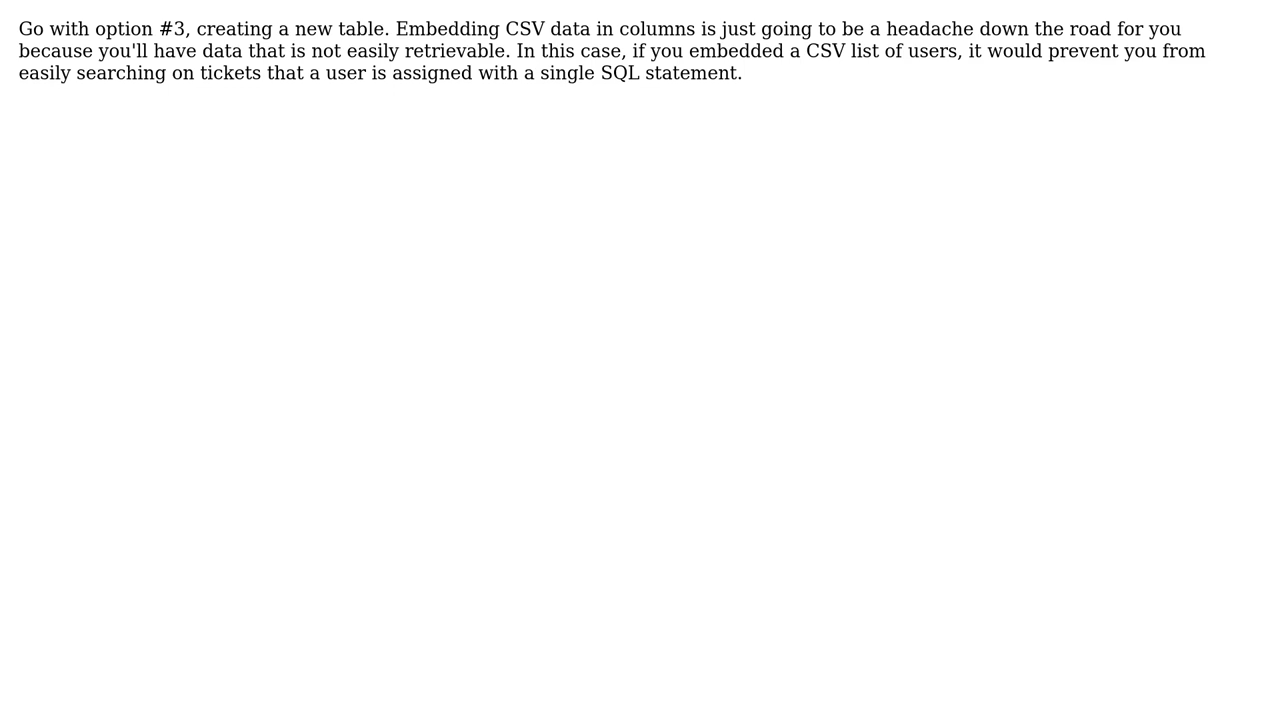 Go with option #3, creating a new table. Embedding CSV data in columns is just going to be a headache down the road for you
because you'll have data that is not easily retrievable. In this case, if you embedded a CSV list of users, it would prevent you from
easily searching on tickets that a user is assigned with a single SQL statement.